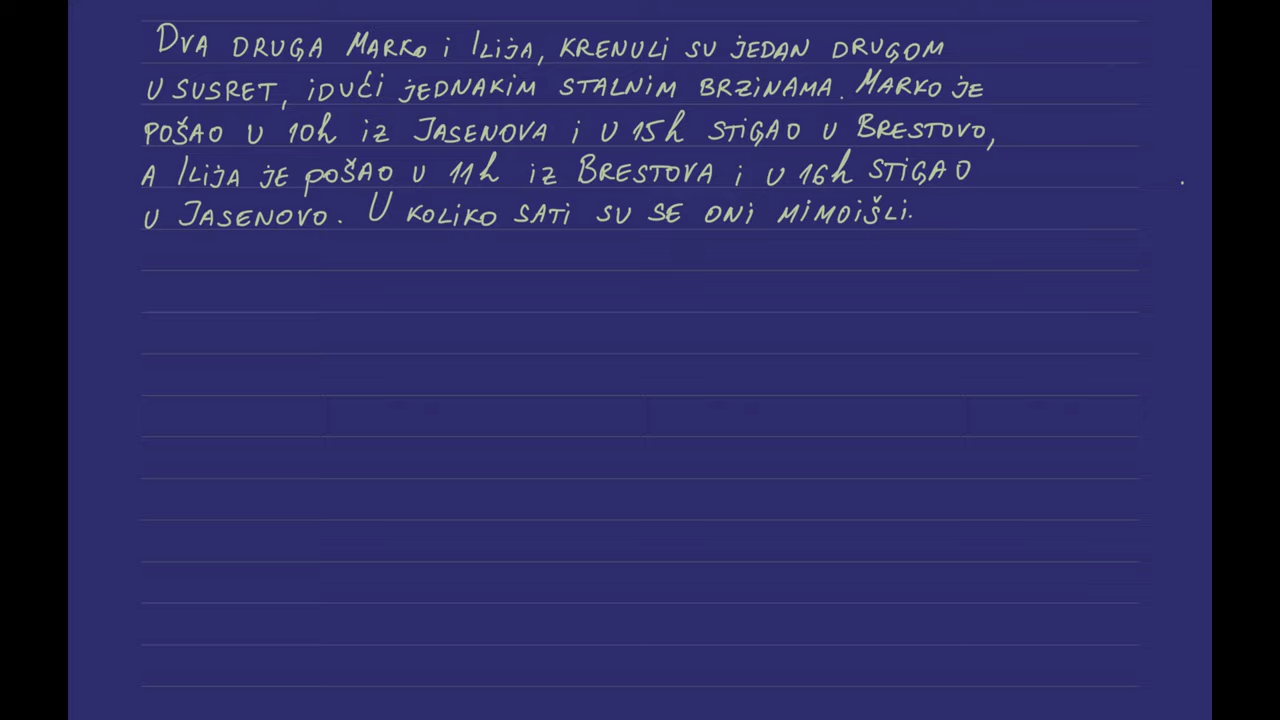 Dva druga Marko i Ilija, krenuli su jedan drugom
u susret, idući jednakim stalnim brzinama. Marko je
pošao u 10h iz Jasenova i u 15h stigao u Brestovo,
a Ilija je pošao u 11h iz Brestova i u 16h stigao
u Jasenovo. U koliko sati su se oni mimoišli.